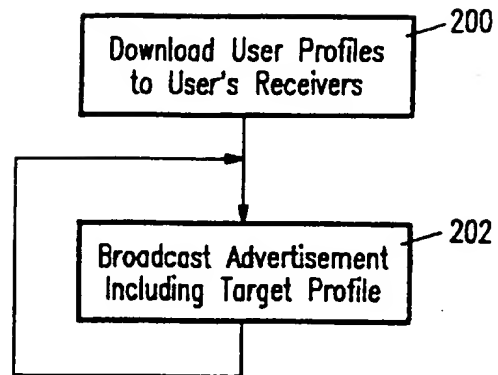 200
Download User Profiles
to User's Receivers
202
Broadcast Advertisement
Including Target Profile